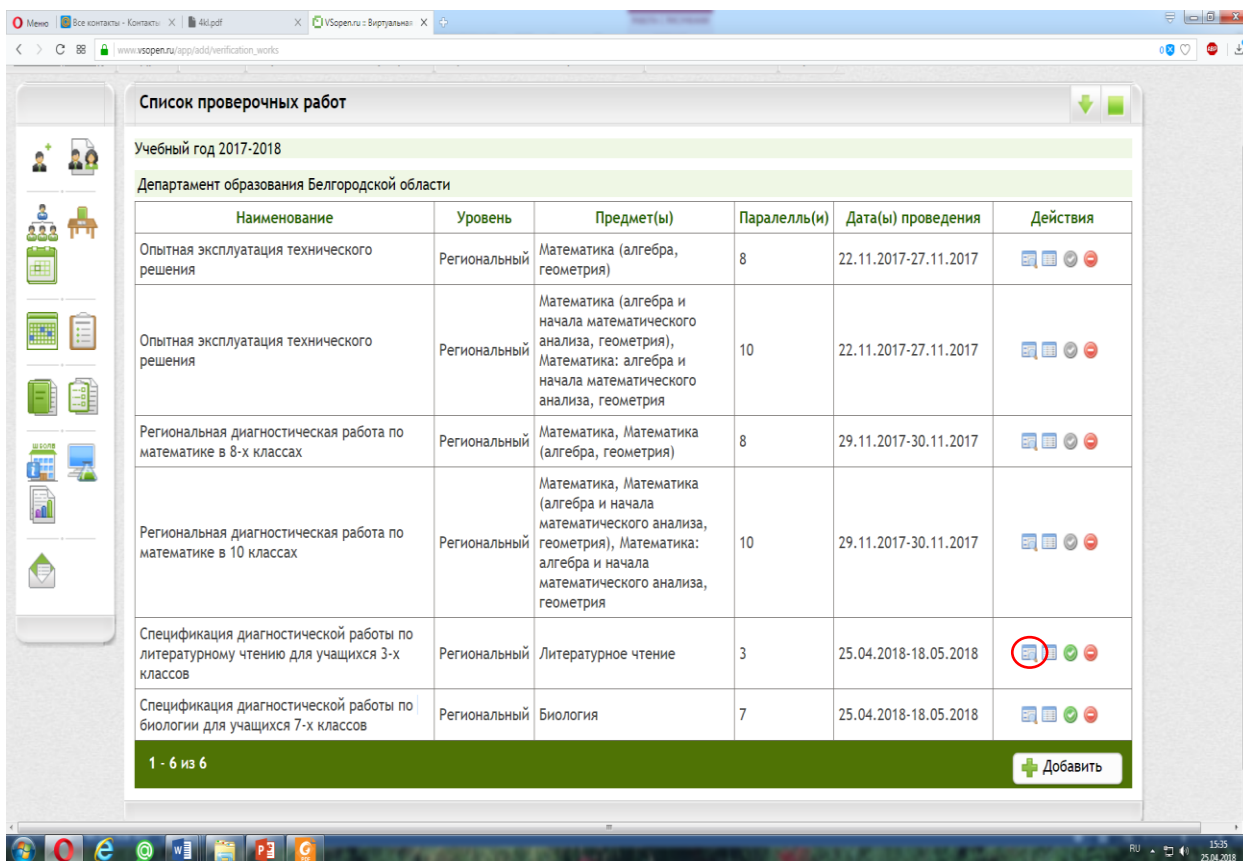 Меню
Все контакты - Контакты
4kl.pdf
VSopen.ru :: Виртуальная
www.vsopen.ru/app/add/verification_works
0
ABP
Список проверочных работ
Учебный год 2017-2018
Департамент образования Белгородской области
Наименование Уровень Предмет(ы) Паралелль(и) Дата(ы) проведения Действия
Опытная эксплуатация технического
решения
Региональный
Математика (алгебра,
геометрия)
8
22.11.2017-27.11.2017
Опытная эксплуатация технического
решения
Региональный
Математика (алгебра и
начала математического
анализа, геометрия),
Математика: алгебра и
начала математического
анализа, геометрия
10
22.11.2017-27.11.2017
Региональная диагностическая работа по
математике в 8-х классах
Региональный
Математика, Математика
(алгебра, геометрия)
8
29.11.2017-30.11.2017
Региональная диагностическая работа по
математике в 10 классах
Региональный
Математика, Математика
(алгебра и начала
математического анализа,
геометрия), Математика:
алгебра и начала
математического анализа,
геометрия
10
29.11.2017-30.11.2017
Спецификация диагностической работы по
литературному чтению для учащихся 3-х
классов
Региональный
Литературное чтение
3
25.04.2018-18.05.2018
Спецификация диагностической работы по
биологии для учащихся 7-х классов
Региональный
Биология
7
25.04.2018-18.05.2018
1 - 6 из 6
Добавить
ШКОЛА
RU
15:35
25.04.2018